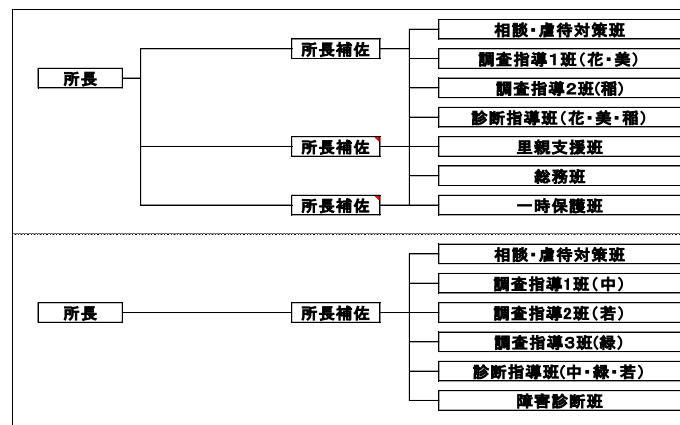 相談・虐待対策班
所長補佐
調査指導1班(花・美)
所長
調査指導2班(稲)
診断指導班(花・美・稲)
所長補佐
里親支援班
総務班
所長補佐
一時保護班
相談・虐待対策班
調査指導1班(中)
所長
所長補佐
調査指導2班(若)
調査指導3班(緑)
診断指導班(中・緑・若)
障害診断班